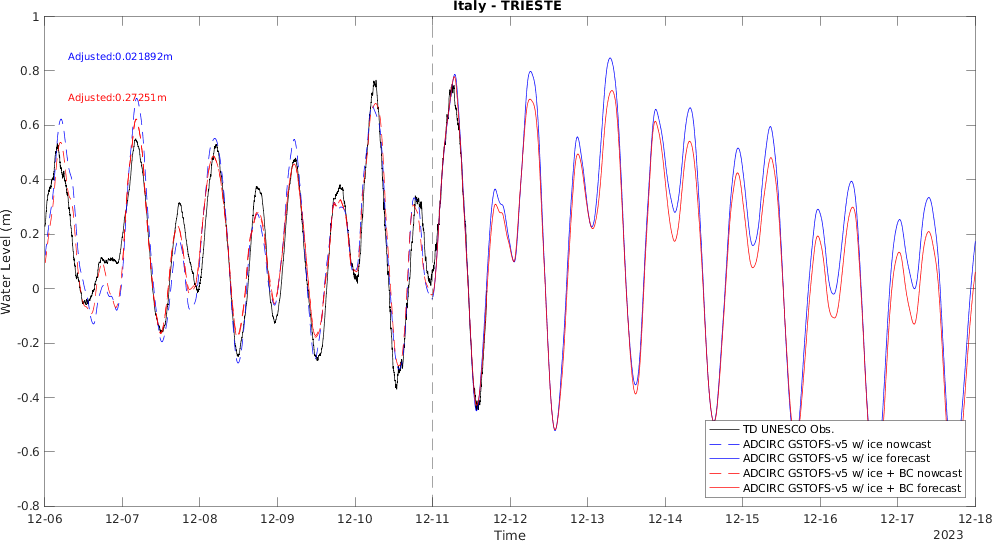 Italy - TRIESTE
Adjusted:0.021892m
Adjusted:0.27251m
Water Level (m)
1
0.8
0.6
0.4
0.2
0
-0.2
-0.4
-0.6
-0.8
TD UNESCO Obs.
ADCIRC GSTOFS-v5 w/ ice nowcast
ADCIRC GSTOFS-v5 w/ ice forecast
ADCIRC GSTOFS-v5 w/ ice + BC nowcast
ADCIRC GSTOFS-v5 w/ ice + BC forecast
12-06 12-07 12-08 12-09 12-10 12-11 12-12 12-13 12-14 12-15 12-16 12-17 12-18
Time
2023